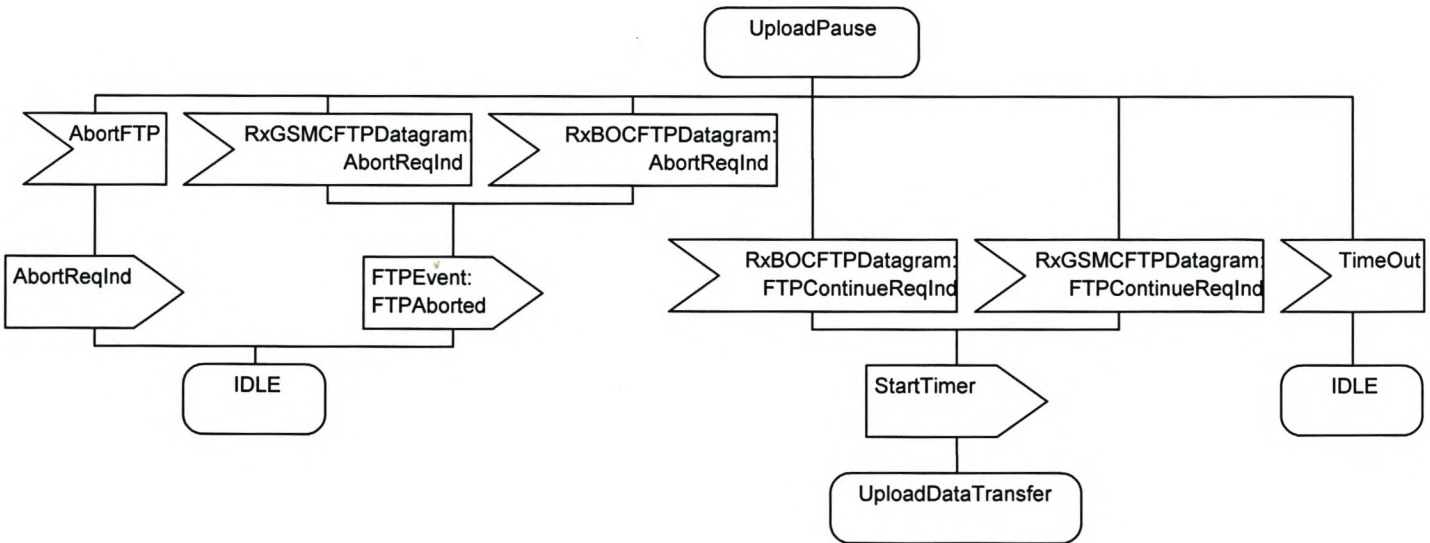 UploadPause
AbortFTP
RxGSMCFTPDatagram:
AbortReqInd
RxBOCFTPDatagram:
AbortReqInd
AbortReqInd
FTPEvent:
FTPAborted
RxBOCFTPDatagram:
FTPContinueReqInd
RxGSMCFTPDatagram:
FTPContinueReqInd
TimeOut
IDLE
StartTimer
IDLE
UploadDataTransfer